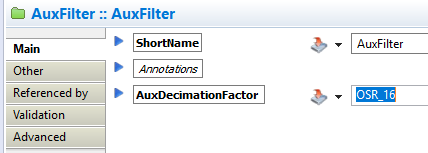 AuxFilter :: AuxFilter
Main
Other
Referenced by
Validation
Advanced
ShortName AuxFilter
Annotations
AuxDecimationFactor OSR_16